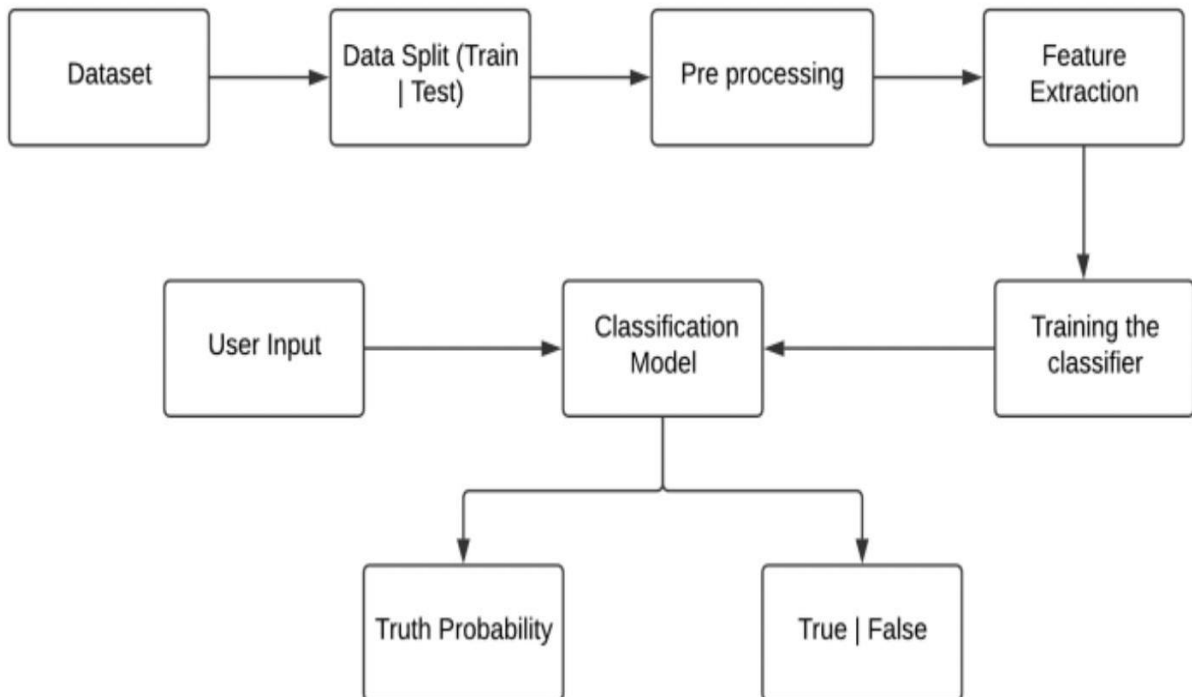 Dataset
Data Split (Train
| Test)
Pre processing
Feature
Extraction
User Input
Classification
Model
Training the
classifier
Truth Probability
True | False